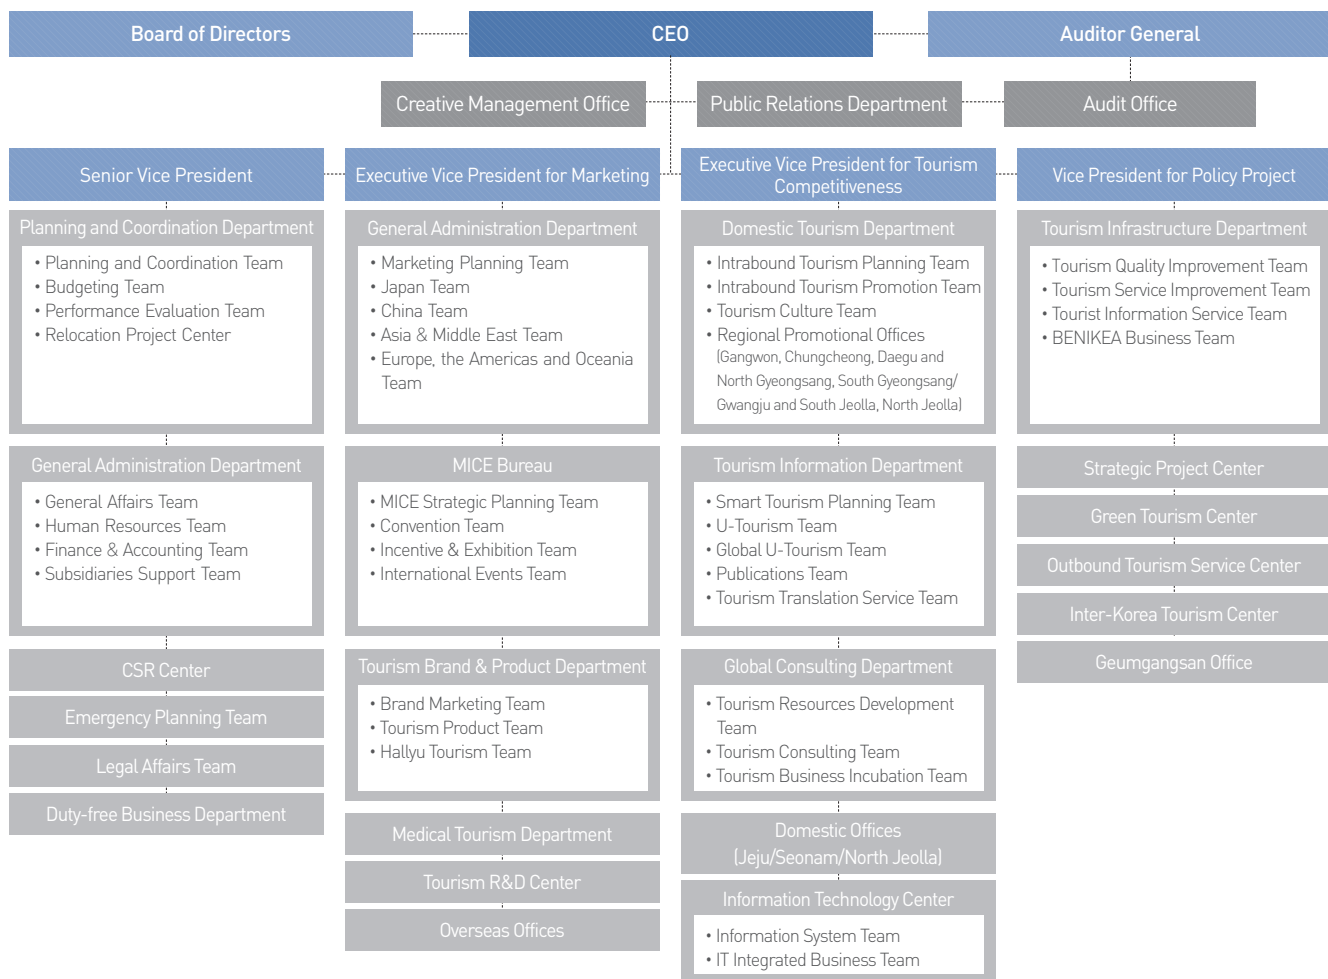 Board of Directors
CEO
Auditor General
Creative Management Office
Public Relations Department
Audit Office
Senior Vice President
Executive Vice President for Marketing
Executive Vice President for Tourism
Competitiveness
Vice President for Policy Project
Planning and Coordination Department
• Planning and Coordination Team
• Budgeting Team
• Performance Evaluation Team
• Relocation Project Center
General Administration Department
• General Affairs Team
• Human Resources Team
• Finance & Accounting Team
• Subsidiaries Support Team
CSR Center
Emergency Planning Team
Legal Affairs Team
Duty-free Business Department
General Administration Department
• Marketing Planning Team
• Japan Team
• China Team
• Asia & Middle East Team
• Europe, the Americas and Oceania
Team
MICE Bureau
• MICE Strategic Planning Team
• Convention Team
• Incentive & Exhibition Team
• International Events Team
Tourism Brand & Product Department
• Brand Marketing Team
• Tourism Product Team
• Hallyu Tourism Team
Medical Tourism Department
Tourism R&D Center
Overseas Offices
Domestic Tourism Department
• Intrabound Tourism Planning Team
• Intrabound Tourism Promotion Team
• Tourism Culture Team
• Regional Promotional Offices
(Gangwon, Chungcheong, Daegu and
North Gyeongsang, South Gyeongsang/
Gwangju and South Jeolla, North Jeolla)
Tourism Information Department
• Smart Tourism Planning Team
• U-Tourism Team
• Global U-Tourism Team
• Publications Team
• Tourism Translation Service Team
Global Consulting Department
• Tourism Resources Development
Team
• Tourism Consulting Team
• Tourism Business Incubation Team
Domestic Offices
(Jeju/Seonam/North Jeolla)
Information Technology Center
• Information System Team
• IT Integrated Business Team
Tourism Infrastructure Department
• Tourism Quality Improvement Team
• Tourism Service Improvement Team
• Tourist Information Service Team
• BENIKEA Business Team
Strategic Project Center
Green Tourism Center
Outbound Tourism Service Center
Inter-Korea Tourism Center
Geumgangsan Office